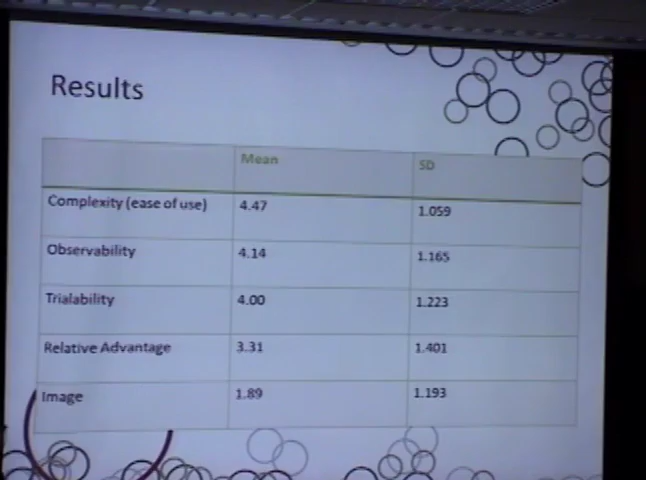 Results
Mean SD
Complexity (ease of use) 4.47 1.059
Observability 4.14 1.165
Trialability 4.00 1.223
Relative Advantage 3.31 1.401
Image 1.89 1.193